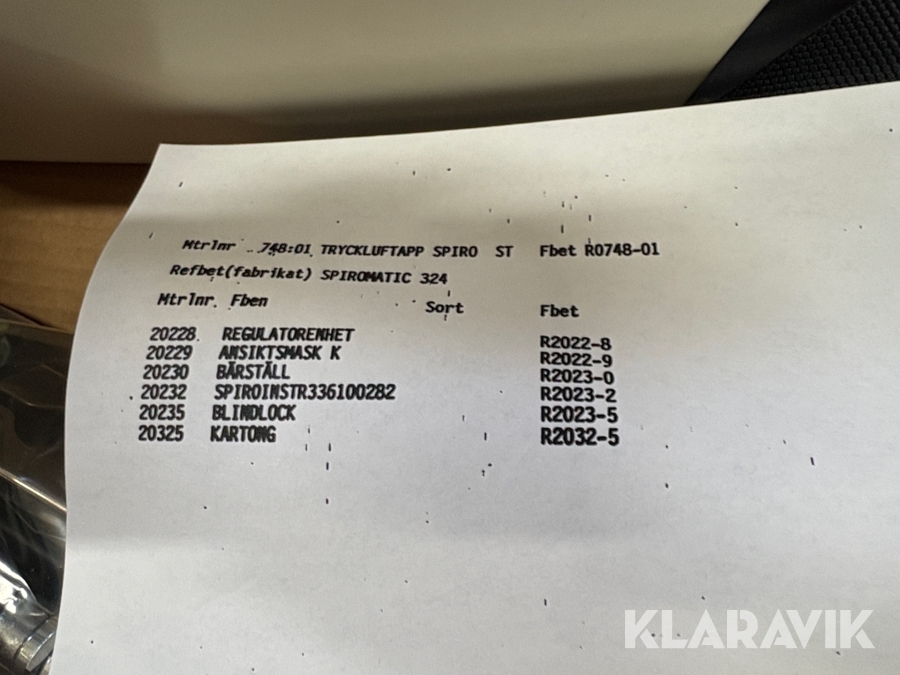 Mtrlnr 748:01 TRYCKLUFTAPP SPIRO ST Fbet R0748-01
Refbet(fabrikat) SPIROMATIC 324
Mtrlnr. Fben Sort Fbet
20228 REGULATORENHET R2022-8
20229 ANSIKTSMASK K R2022-9
20230 BÄRSTÄLL R2023-0
20232 SPIROINSTR336100282 R2023-2
20235 BLINDLOCK R2023-5
20325 KARTONG R2032-5
KLARAVIK